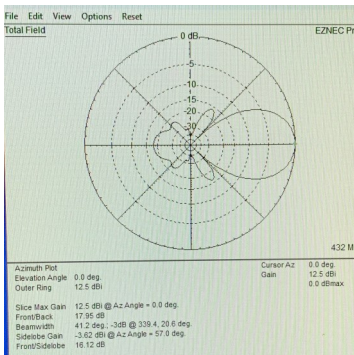 File Edit View Options Reset
Total Field
EZNEC Pr
0 dB
-5
-10
-15
-20
-30
432 M
Azimuth Plot
Elevation Angle 0.0 deg.
Outer Ring 12.5 dBi
Cursor Az 0.0 deg.
Gain 12.5 dBi
0.0 dBmax
Slice Max Gain 12.5 dBi @ Az Angle = 0.0 deg.
Front/Back 17.95 dB
Beamwidth 41.2 deg.; -3dB @ 339.4, 20.6 deg.
Sidelobe Gain -3.62 dBi @ Az Angle = 57.0 deg.
Front/Sidelobe 16.12 dB